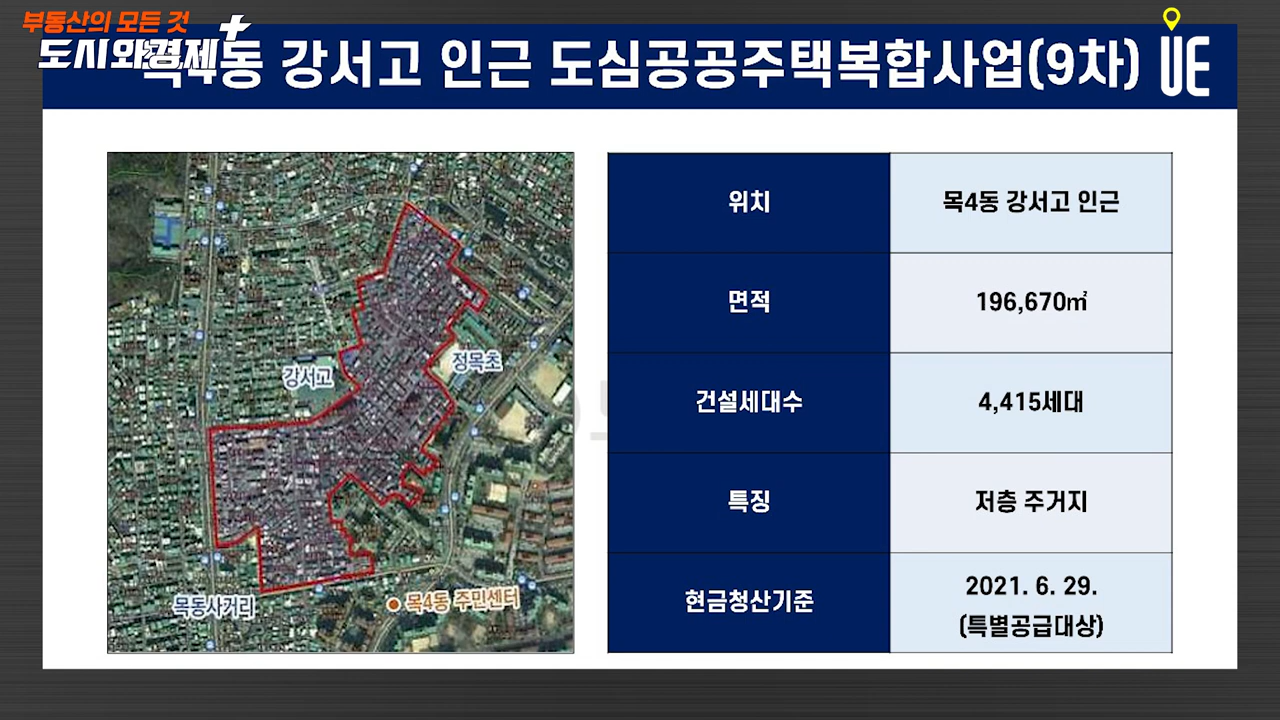 부동산의 모든 것
도시와경제+
목4동 강서고 인근 도심공공주택복합사업(9차)
UE
강서고
정목초
목동사거리
목4동 주민센터
위치 목4동 강서고 인근
면적 196,670㎡
건설세대수 4,415세대
특징 저층 주거지
현금청산기준 2021. 6. 29.
(특별공급대상)